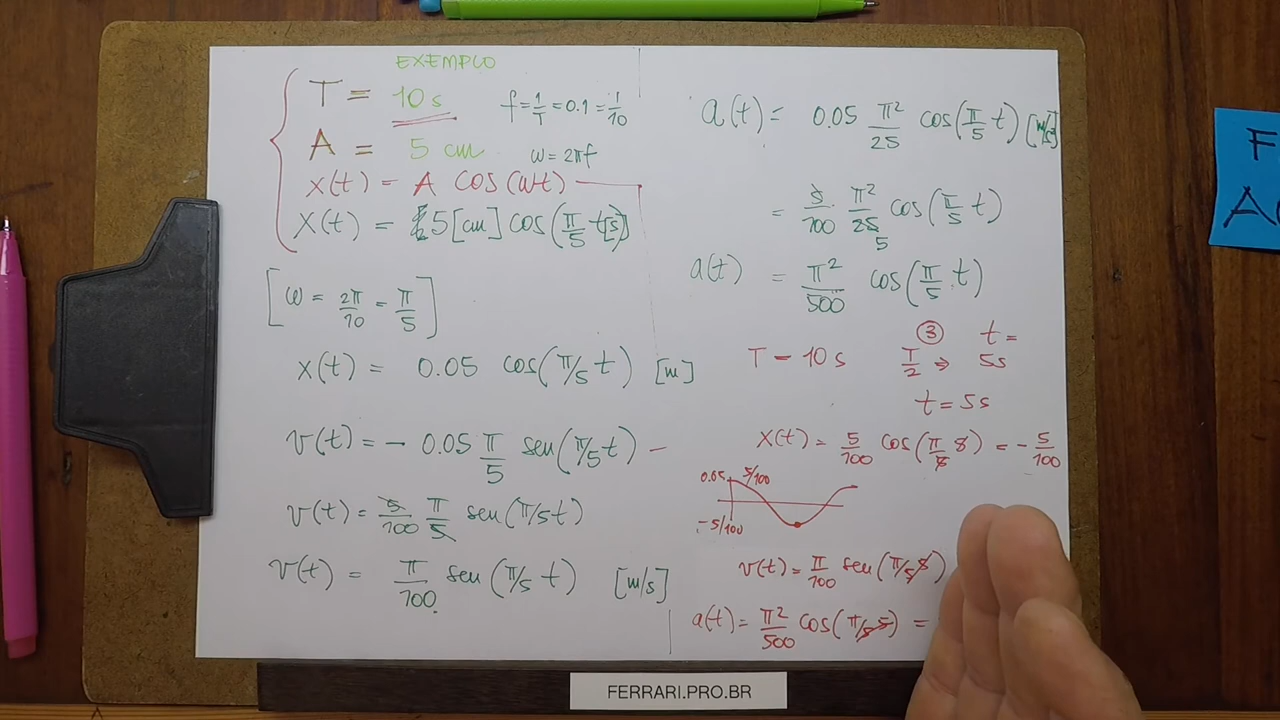 EXEMPLO
T = 10 s
f = 1/T = 0.1 = 1/10
A = 5 cm
ω = 2πf
x(t) = A cos(ωt)
x(t) = 5 [cm] cos(π/5 t[s])
[ω = 2π/10 = π/5]
x(t) = 0.05 cos(π/5 t) [m]
v(t) = - 0.05 π/5 sen(π/5 t) -
v(t) = 5/100 π/5 sen(π/5 t)
v(t) = π/100 sen(π/5 t) [m/s]
a(t) = 0.05 π²/25 cos(π/5 t) [m/s²]
= 5/100 · π²/25 cos(π/5 t)
5
a(t) = π²/500 cos(π/5 t)
③ t =
T - 10 s T/2 ⇒ 5s
t = 5s
x(t) = 5/100 cos(π/5 5) = - 5/100
0.05 5/100
-5/100
v(t) = π/100 sen(π/5 5)
a(t) = π²/500 cos(π/5 5) =
FERRARI.PRO.BR
F
A